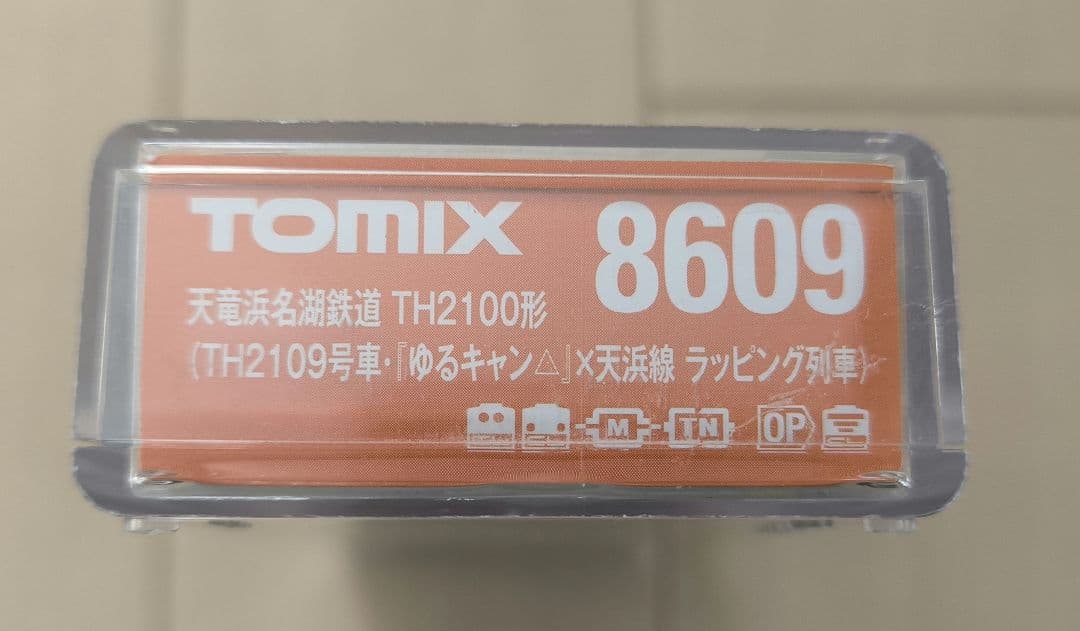 TOMIX 8609
天竜浜名湖鉄道 TH2100形
(TH2109号車・『ゆるキャン△』×天浜線 ラッピング列車)
M TN OP